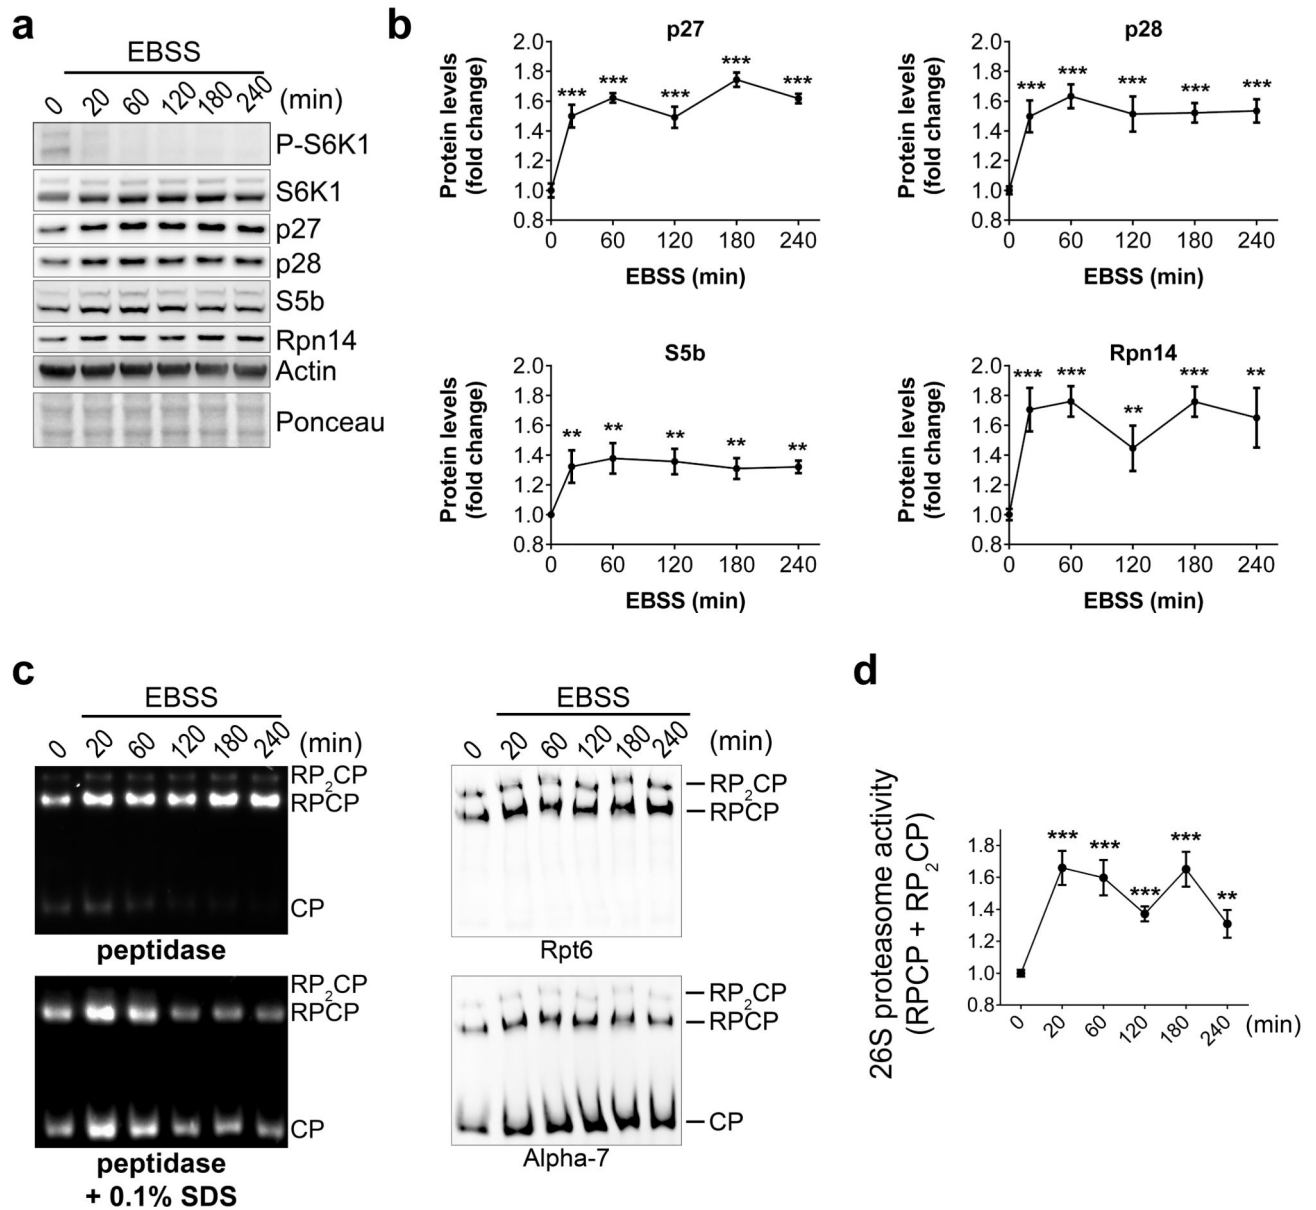 a
EBSS
0 20 60 120 180 240 (min)
P-S6K1
S6K1
p27
p28
S5b
Rpn14
Actin
Ponceau
b
p27
Protein levels
(fold change)
2.0
1.8
1.6
1.4
1.2
1.0
0.8
*** *** *** *** ***
0 60 120 180 240
EBSS (min)
p28
Protein levels
(fold change)
2.0
1.8
1.6
1.4
1.2
1.0
0.8
*** *** *** *** ***
0 60 120 180 240
EBSS (min)
S5b
Protein levels
(fold change)
2.0
1.8
1.6
1.4
1.2
1.0
0.8
** ** ** ** **
0 60 120 180 240
EBSS (min)
Rpn14
Protein levels
(fold change)
2.0
1.8
1.6
1.4
1.2
1.0
0.8
*** *** ** *** **
0 60 120 180 240
EBSS (min)
c
EBSS
0 20 60 120 180 240 (min)
RP2CP
RPCP
CP
peptidase
RP2CP
RPCP
CP
peptidase
+ 0.1% SDS
EBSS
0 20 60 120 180 240 (min)
RP2CP
RPCP
Rpt6
RP2CP
RPCP
CP
Alpha-7
d
26S proteasome activity
(RPCP + RP2CP)
1.8
1.6
1.4
1.2
1.0
0.8
*** *** *** *** **
0 20 60 120 180 240 (min)